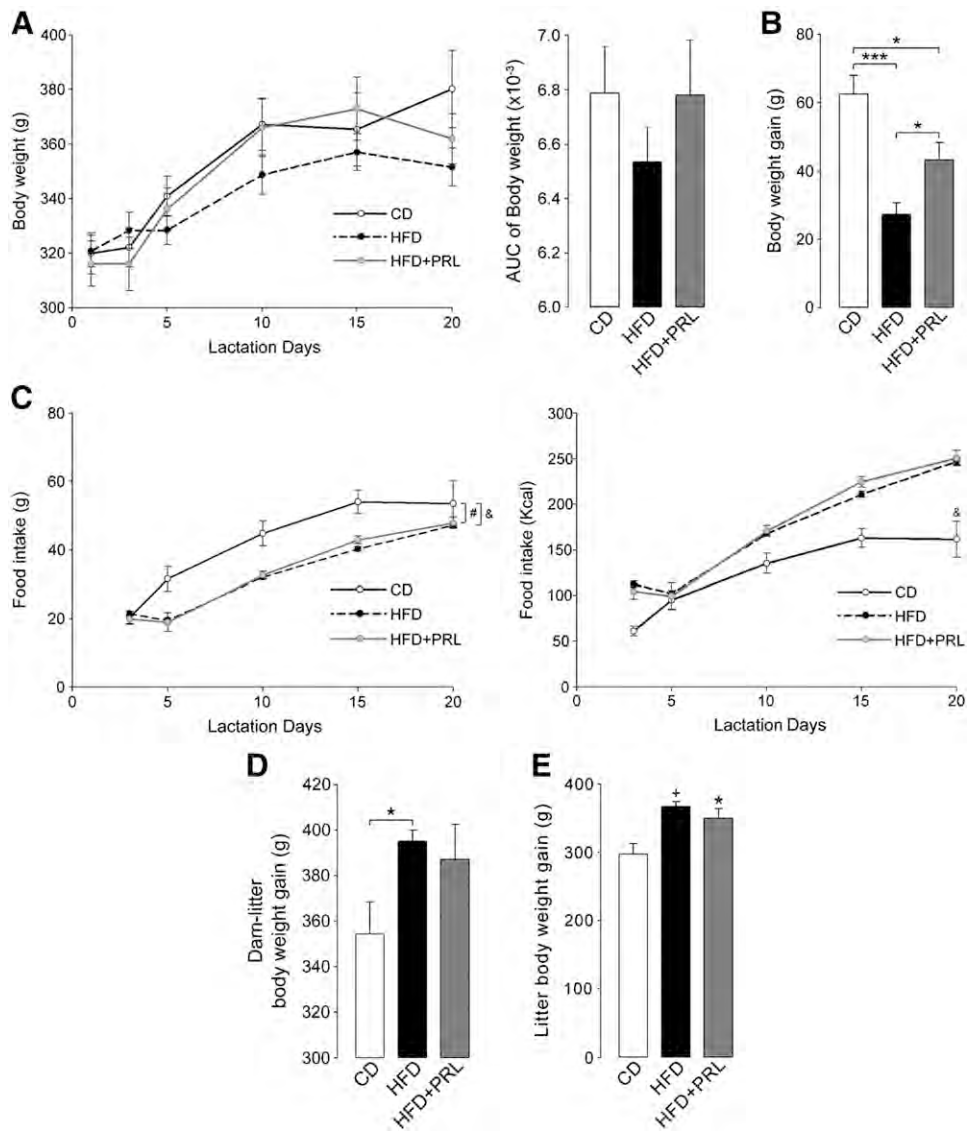 A
Body weight (g)
400
380
360
340
320
300
0
5
10
15
20
Lactation Days
CD
HFD
HFD+PRL
AUC of Body weight (x10⁻³)
7.0
6.8
6.6
6.4
6.2
6.0
CD
HFD
HFD+PRL
B
Body weight gain (g)
80
60
40
20
0
*
***
*
CD
HFD
HFD+PRL
C
Food intake (g)
80
60
40
20
0
0
5
10
15
20
Lactation Days
# &
CD
HFD
HFD+PRL
Food intake (Kcal)
300
250
200
150
100
50
0
0
5
10
15
20
Lactation Days
&
CD
HFD
HFD+PRL
D
Dam-litter
body weight gain (g)
420
400
380
360
340
320
300
*
CD
HFD
HFD+PRL
E
Litter body weight gain (g)
400
300
200
100
0
+
*
CD
HFD
HFD+PRL